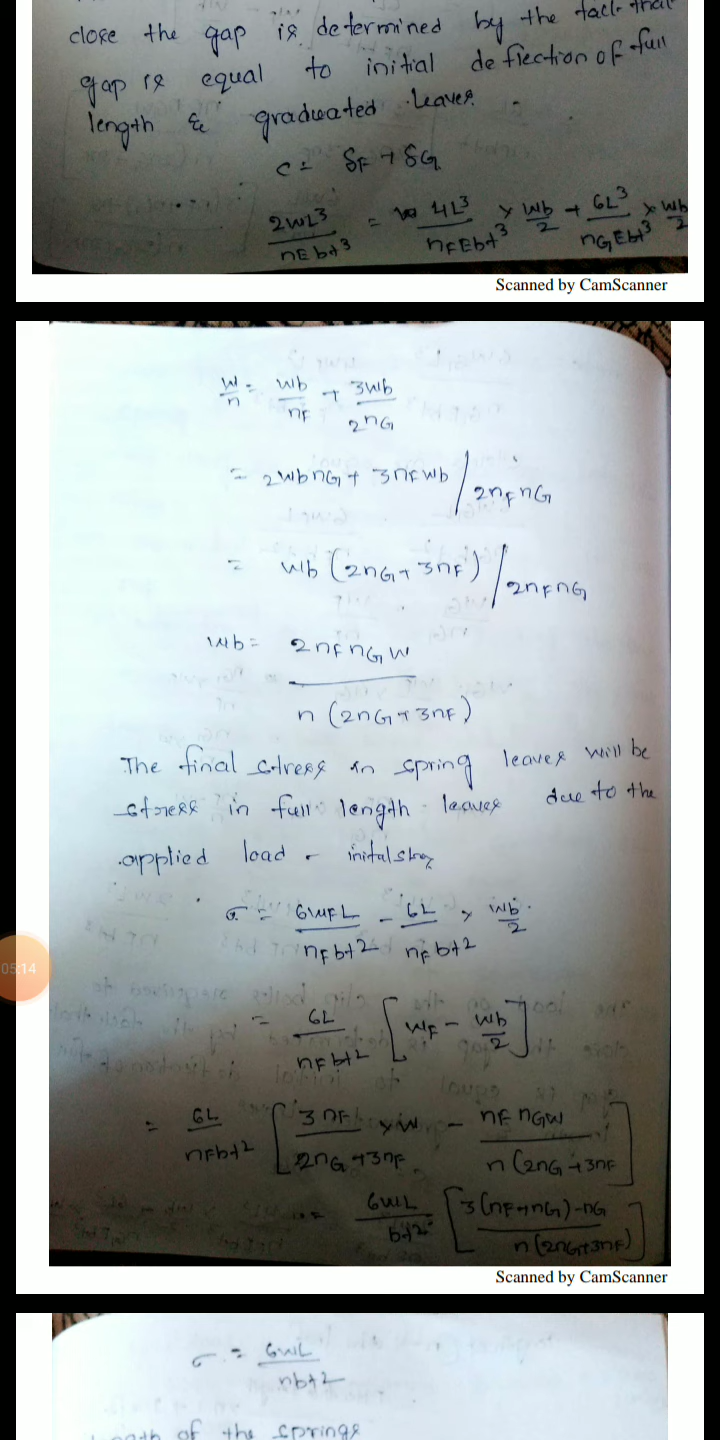 close the gap is determined by the fact that
gap is equal to initial deflection of full
length & graduated leaves.
c = δF + δG
2WL³/nEbt³ = 4L³/nFEbt³ × Wb/2 + 6L³/nGEbt³ × Wb/2
Scanned by CamScanner
W/n = Wb/nF + 3Wb/2nG
= 2WbnG + 3nFWb / 2nFnG
= Wb (2nG + 3nF) / 2nFnG
Wb = 2nFnGW / n (2nG + 3nF)
The final stress in spring leaves will be
stress in full length leaves due to the
applied load -
σ = 6WFL/nFbt² - 6L/nFbt² × Wb/2
= 6L/nFbt² [WF - Wb/2]
= 6L/nFbt² [3nF/2nG+3nF × W - nFnGW/n(2nG+3nF)]
= 6WL/bt² [3(nF+nG)-nG/n(2nG+3nF)]
05:14
Scanned by CamScanner
σ = 6WL/nbt²
of the springs